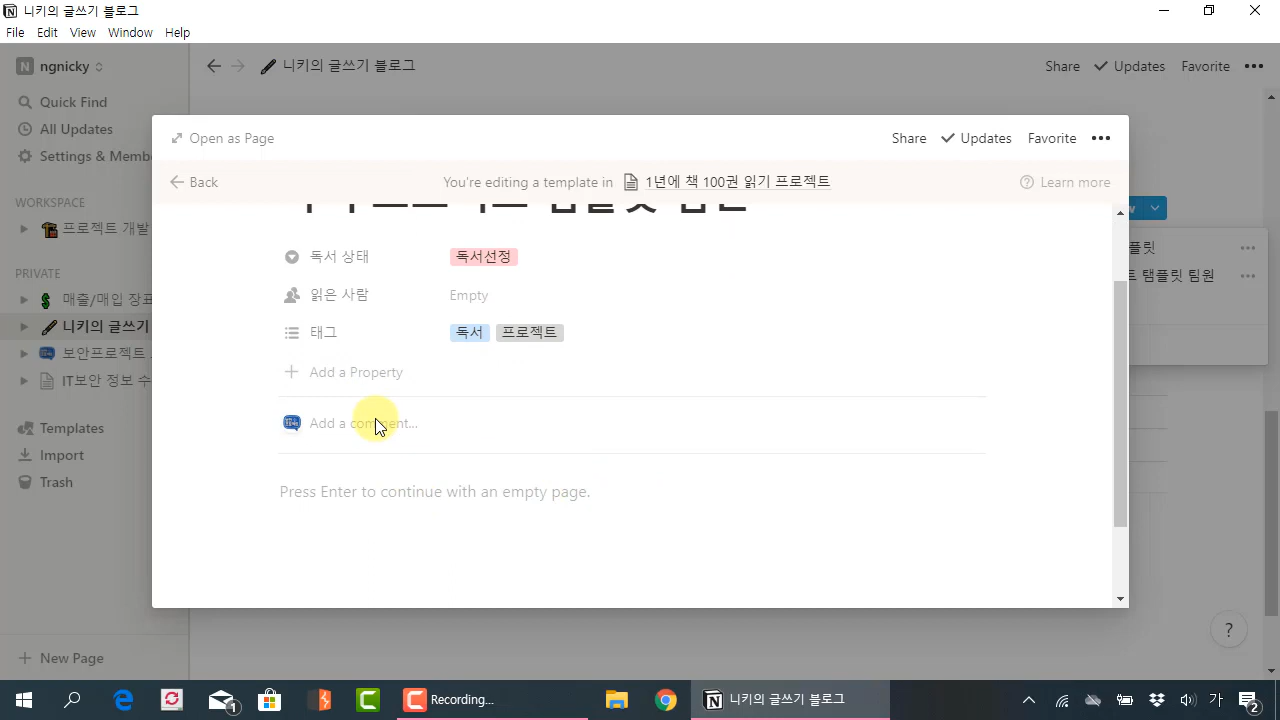 니키의 글쓰기 블로그
File Edit View Window Help
N ngnicky
니키의 글쓰기 블로그
Share Updates Favorite
Quick Find
All Updates
Settings & Membe
WORKSPACE
프로젝트 개발
PRIVATE
매출/매입 장표
니키의 글쓰기
보안프로젝트
IT보안 정보 수
Templates
Import
Trash
New Page
Open as Page
Share Updates Favorite
Back
You're editing a template in 1년에 책 100권 읽기 프로젝트
Learn more
독서 상태 독서선정
읽은 사람 Empty
태그 독서 프로젝트
Add a Property
Add a comment...
Press Enter to continue with an empty page.
플릿
트 탬플릿 팀원
?
Recording...
니키의 글쓰기 블로그
가
1
2